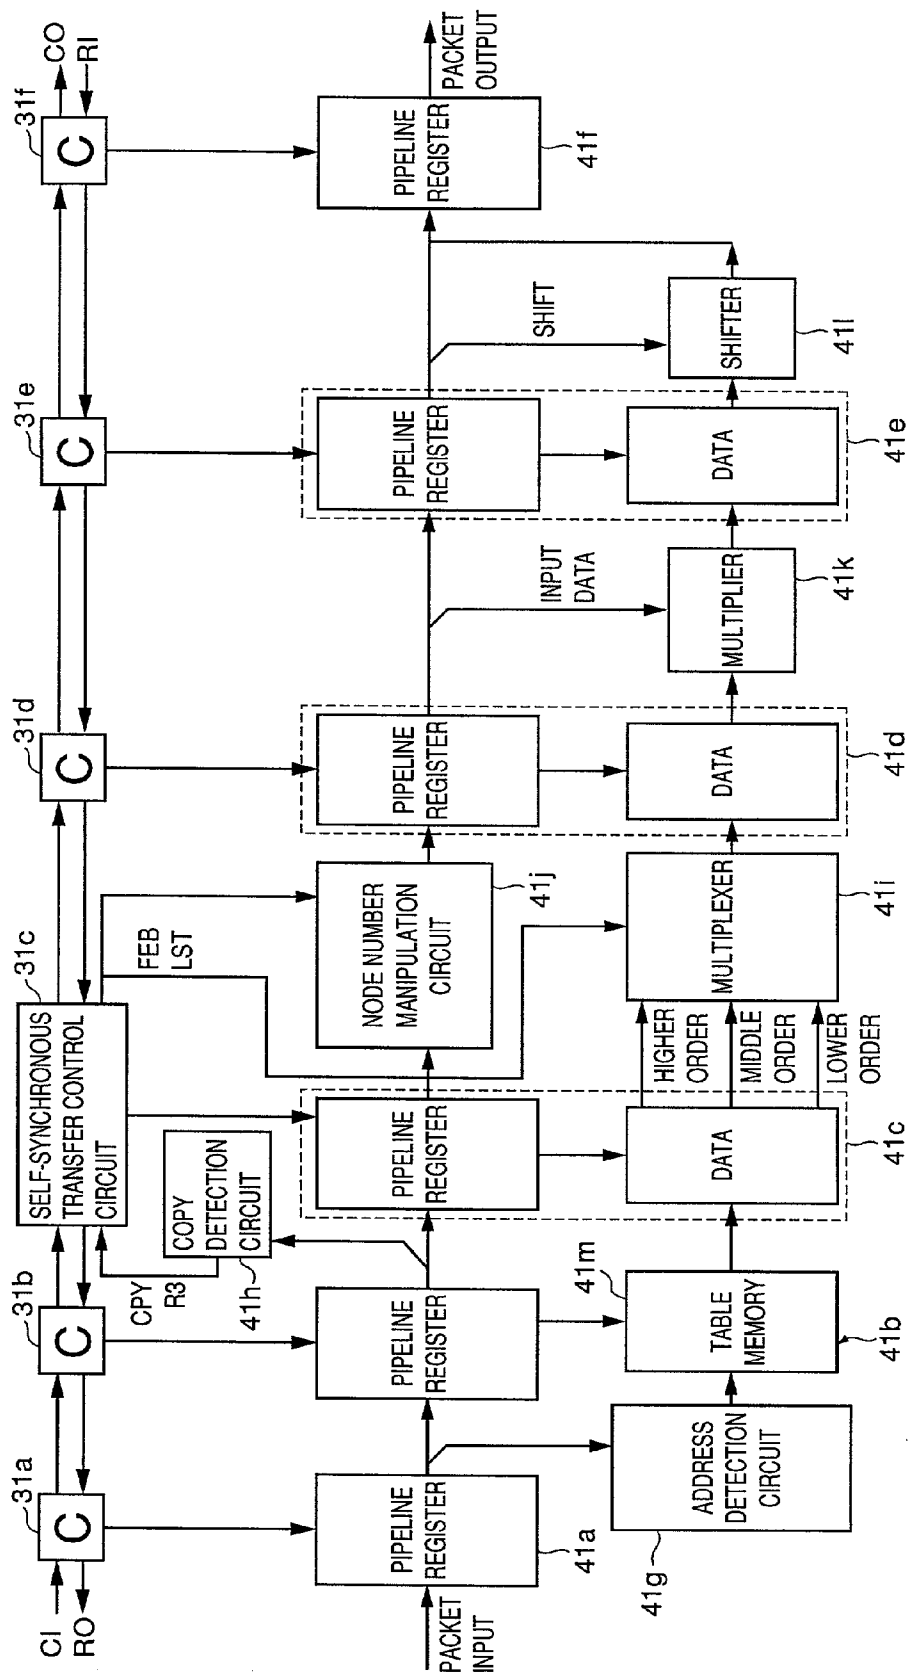 CI
RO
31a
C
31b
C
CPY
R3
31c
SELF-SYNCHRONOUS
TRANSFER CONTROL
CIRCUIT
FEB
LST
31d
C
31e
C
31f
C
CO
RI
COPY
DETECTION
CIRCUIT
41h
PACKET
INPUT
PIPELINE
REGISTER
41a
PIPELINE
REGISTER
PIPELINE
REGISTER
NODE NUMBER
MANIPULATION
CIRCUIT
41j
PIPELINE
REGISTER
INPUT
DATA
PIPELINE
REGISTER
SHIFT
PIPELINE
REGISTER
41f
PACKET
OUTPUT
41g
ADDRESS
DETECTION
CIRCUIT
41m
TABLE
MEMORY
41b
DATA
41c
HIGHER
ORDER
MIDDLE
ORDER
LOWER
ORDER
MULTIPLEXER
41i
DATA
41d
MULTIPLIER
41k
DATA
41e
SHIFTER
41l